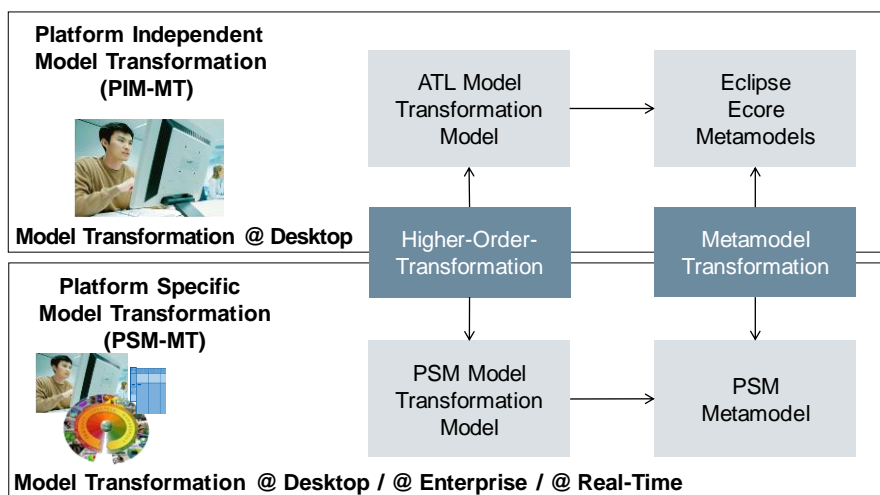 Platform Independent
Model Transformation
(PIM-MT)
Model Transformation @ Desktop
ATL Model
Transformation
Model
Eclipse
Ecore
Metamodels
Higher-Order-
Transformation
Metamodel
Transformation
Platform Specific
Model Transformation
(PSM-MT)
PSM Model
Transformation
Model
PSM
Metamodel
Model Transformation @ Desktop / @ Enterprise / @ Real-Time